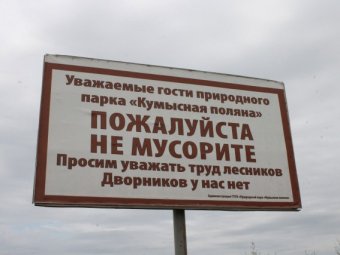 Уважаемые гости природного
парка «Кумысная поляна»
ПОЖАЛУЙСТА
НЕ МУСОРИТЕ
Просим уважать труд лесников
Дворников у нас нет